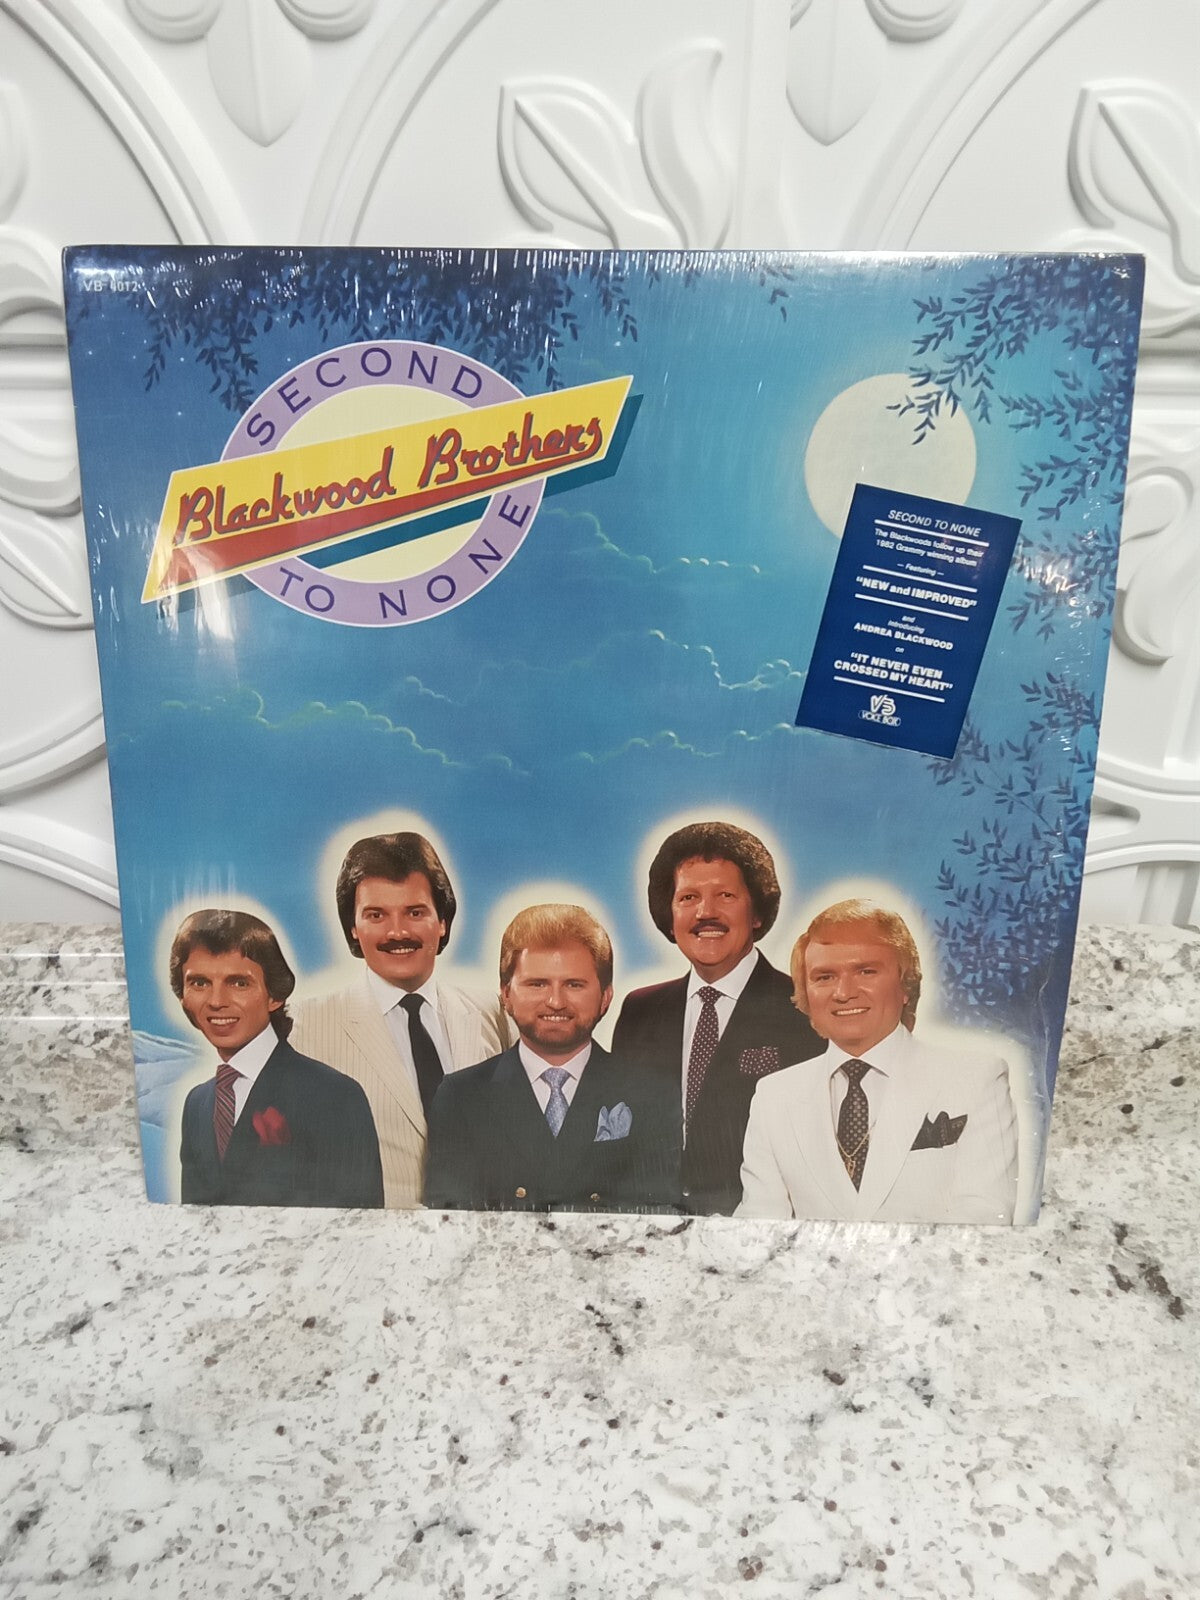 VB-4012
SECOND
Blackwood Brothers
TO NONE
SECOND TO NONE
The Blackwoods follow up their
1982 Grammy winning album
— Featuring —
"NEW and IMPROVED"
and
introducing
ANDREA BLACKWOOD
on
"IT NEVER EVEN
CROSSED MY HEART"
VB
VOICE BOX